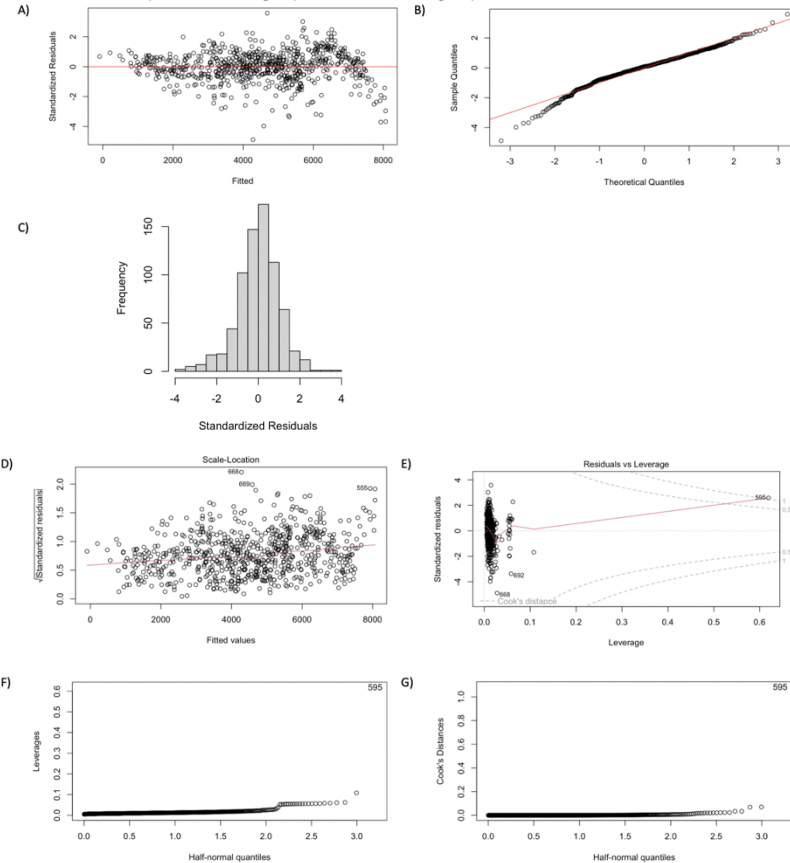 A)
Standardized Residuals
2
0
-2
-4
0 2000 4000 6000 8000
Fitted
B)
Sample Quantiles
2
0
-2
-4
-3 -2 -1 0 1 2 3
Theoretical Quantiles
C)
Frequency
150
100
50
0
-4 -2 0 2 4
Standardized Residuals
D)
Scale-Location
√|Standardized residuals|
2.0
1.5
1.0
0.5
0.0
668
669
0 2000 4000 6000 8000
Fitted values
E)
Residuals vs Leverage
Standardized residuals
4
2
0
-2
-4
595
1
0.5
0.5
1
692
668
Cook's distance
0.0 0.1 0.2 0.3 0.4 0.5 0.6
Leverage
F)
595
Leverages
0.6
0.5
0.4
0.3
0.2
0.1
0.0
0.0 0.5 1.0 1.5 2.0 2.5 3.0
Half-normal quantiles
G)
595
Cook's Distances
1.0
0.8
0.6
0.4
0.2
0.0
0.0 0.5 1.0 1.5 2.0 2.5 3.0
Half-normal quantiles